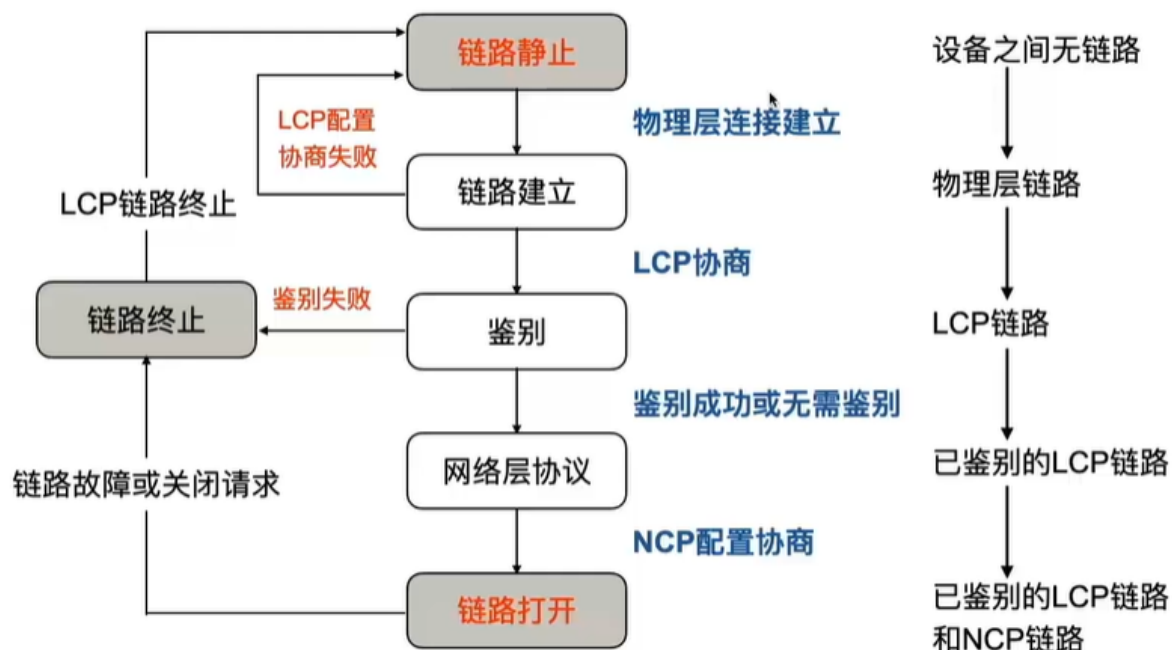 链路静止
设备之间无链路
LCP配置
协商失败
物理层连接建立
链路建立
物理层链路
LCP链路终止
LCP协商
链路终止
鉴别失败
鉴别
LCP链路
鉴别成功或无需鉴别
链路故障或关闭请求
网络层协议
已鉴别的LCP链路
NCP配置协商
链路打开
已鉴别的LCP链路
和NCP链路